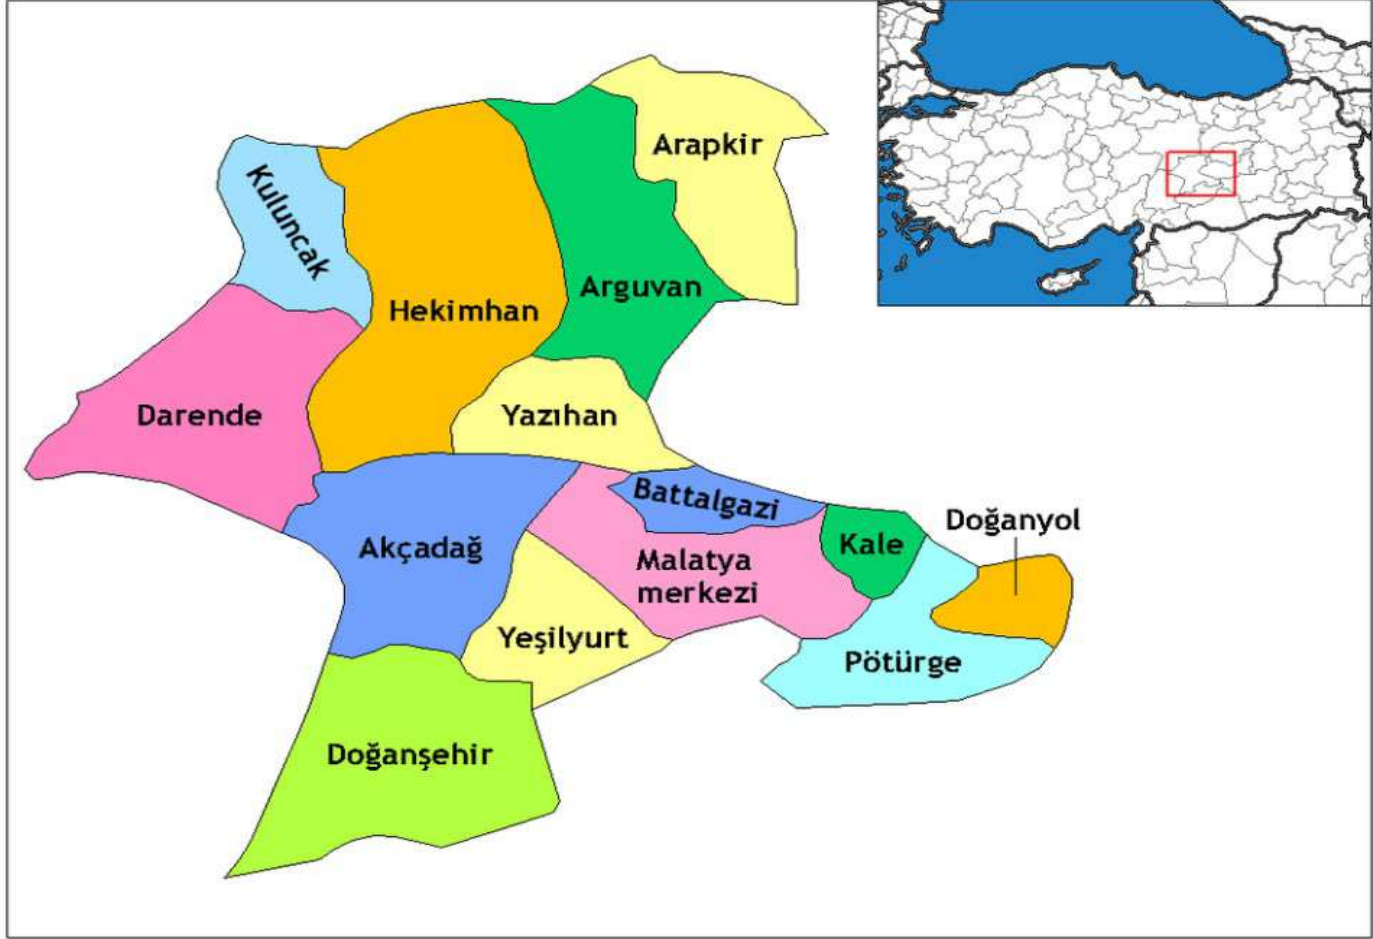 Arapkir
Kuluncak
Arguvan
Hekimhan
Darende
Yazıhan
Battalgazi
Doğanyol
Akçadağ
Kale
Malatya
merkezi
Yeşilyurt
Pötürge
Doğanşehir